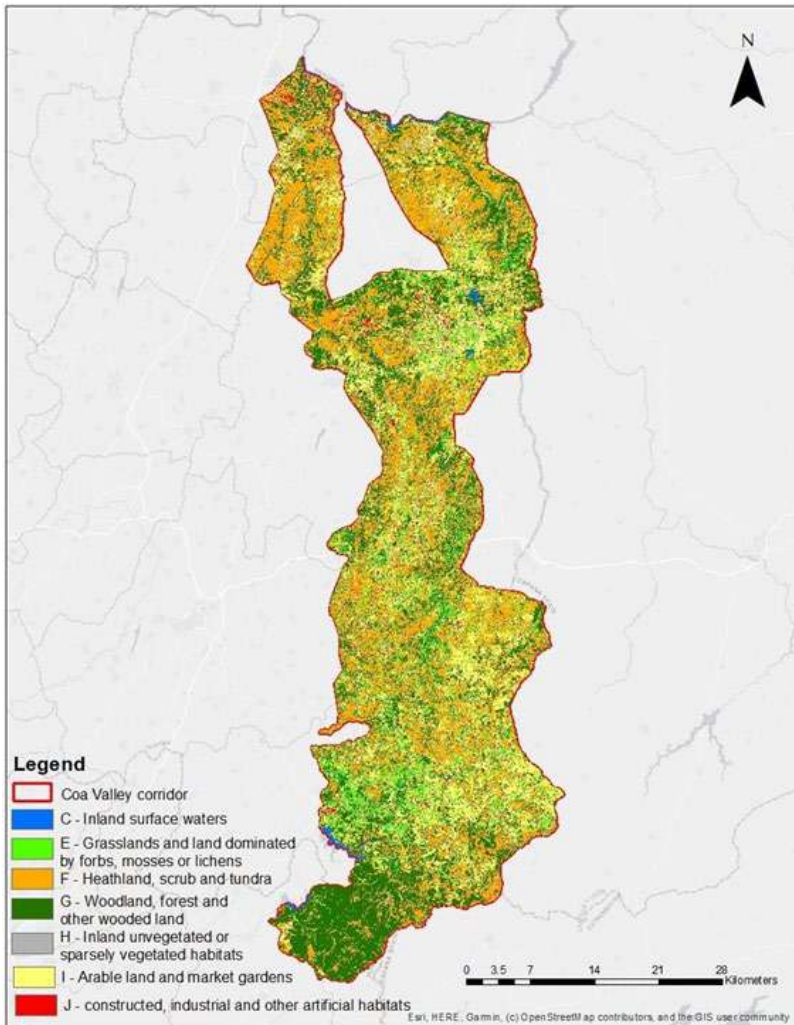 N
Legend
Coa Valley corridor
C - Inland surface waters
E - Grasslands and land dominated
by forbs, mosses or lichens
F - Heathland, scrub and tundra
G - Woodland, forest and
other wooded land
H - Inland unvegetated or
sparsely vegetated habitats
I - Arable land and market gardens
J - constructed, industrial and other artificial habitats
0 3.5 7 14 21 28
Kilometers
Esri, HERE, Garmin, (c) OpenStreetMap contributors, and the GIS user community